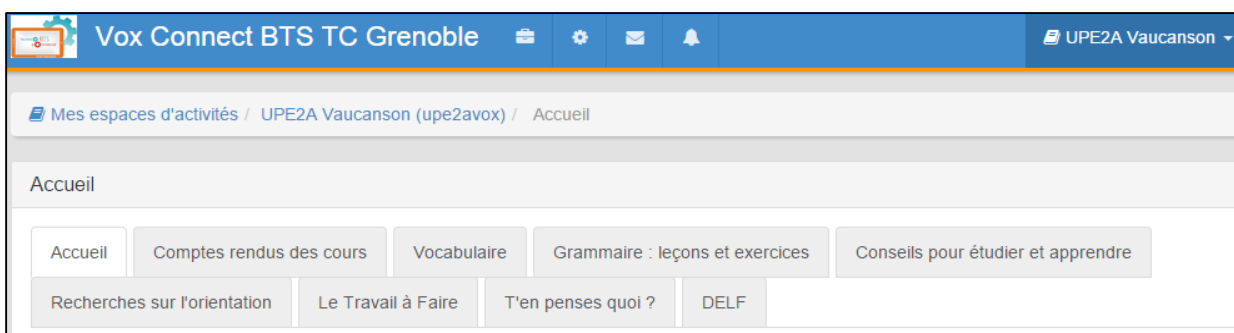 Vox Connect BTS TC Grenoble
UPE2A Vaucanson
Mes espaces d'activités / UPE2A Vaucanson (upe2avox) / Accueil
Accueil
Accueil Comptes rendus des cours Vocabulaire Grammaire : leçons et exercices Conseils pour étudier et apprendre
Recherches sur l'orientation Le Travail à Faire T'en penses quoi ? DELF